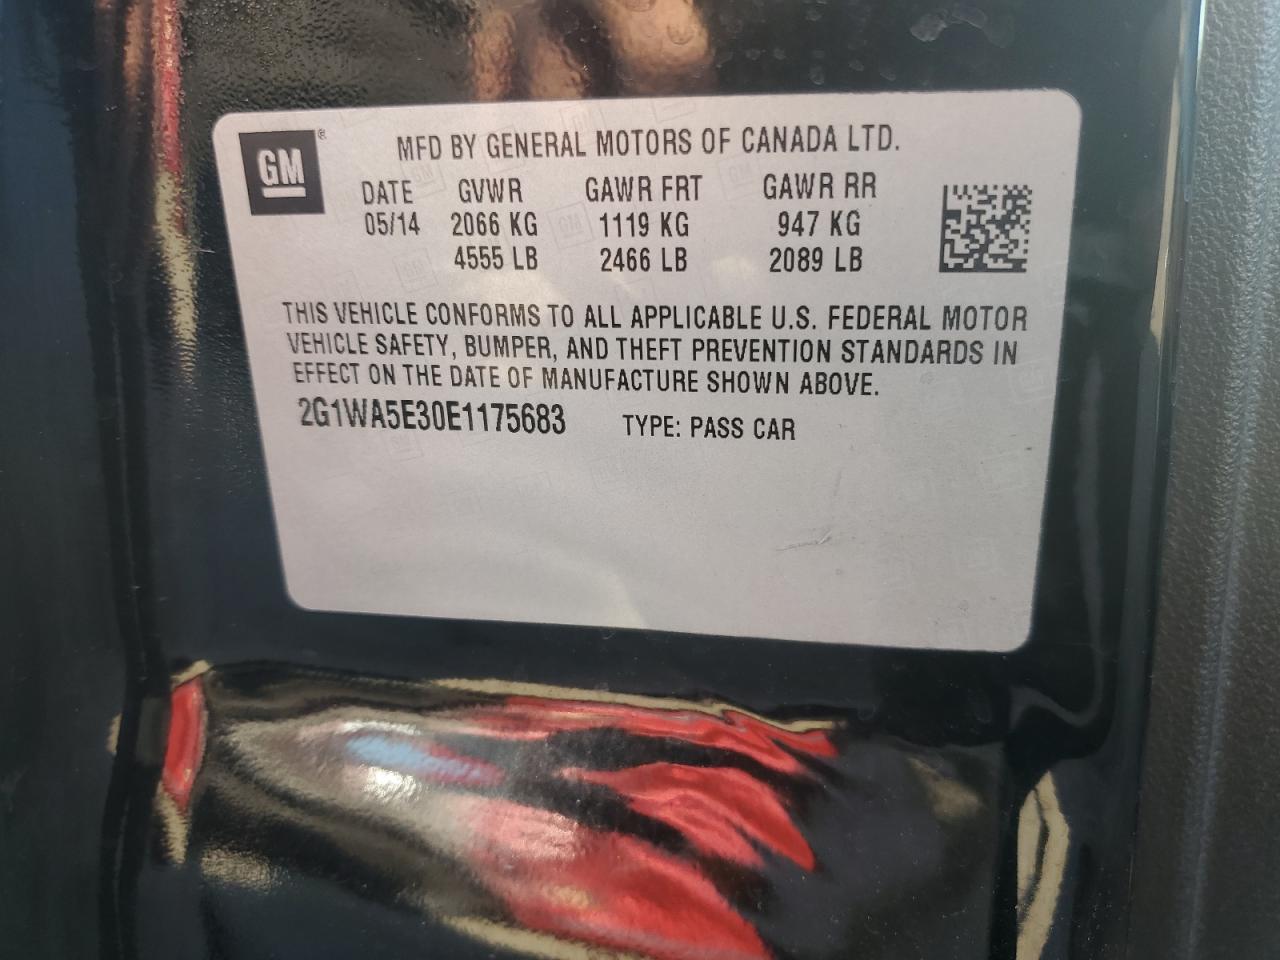 GM ®
MFD BY GENERAL MOTORS OF CANADA LTD.
DATE GVWR GAWR FRT GAWR RR
05/14 2066 KG 1119 KG 947 KG
4555 LB 2466 LB 2089 LB
THIS VEHICLE CONFORMS TO ALL APPLICABLE U.S. FEDERAL MOTOR
VEHICLE SAFETY, BUMPER, AND THEFT PREVENTION STANDARDS IN
EFFECT ON THE DATE OF MANUFACTURE SHOWN ABOVE.
2G1WA5E30E1175683 TYPE: PASS CAR